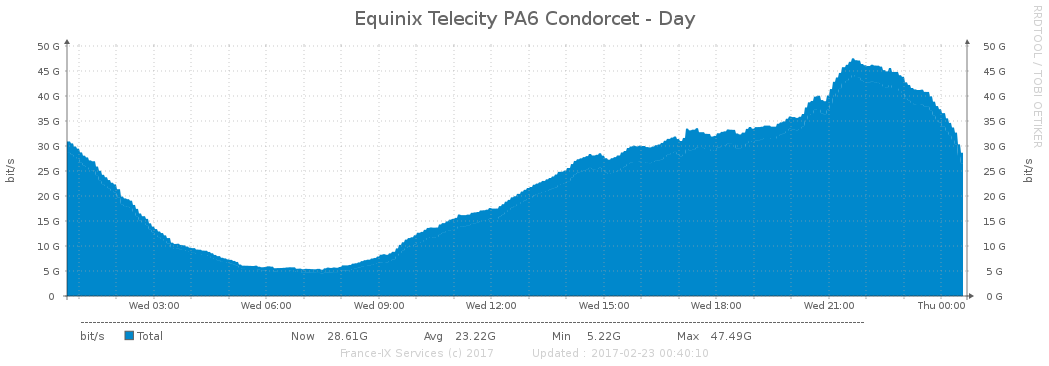 Equinix Telecity PA6 Condorcet - Day
RRDTOOL / TOBI OETIKER
50 G 50 G
45 G 45 G
40 G 40 G
35 G 35 G
30 G 30 G
25 G 25 G
20 G 20 G
15 G 15 G
10 G 10 G
5 G 5 G
0 0 G
bit/s
bit/s
Wed 03:00 Wed 06:00 Wed 09:00 Wed 12:00 Wed 15:00 Wed 18:00 Wed 21:00 Thu 00:00
bit/s Total Now 28.61G Avg 23.22G Min 5.22G Max 47.49G
France-IX Services (c) 2017 Updated : 2017-02-23 00:40:10